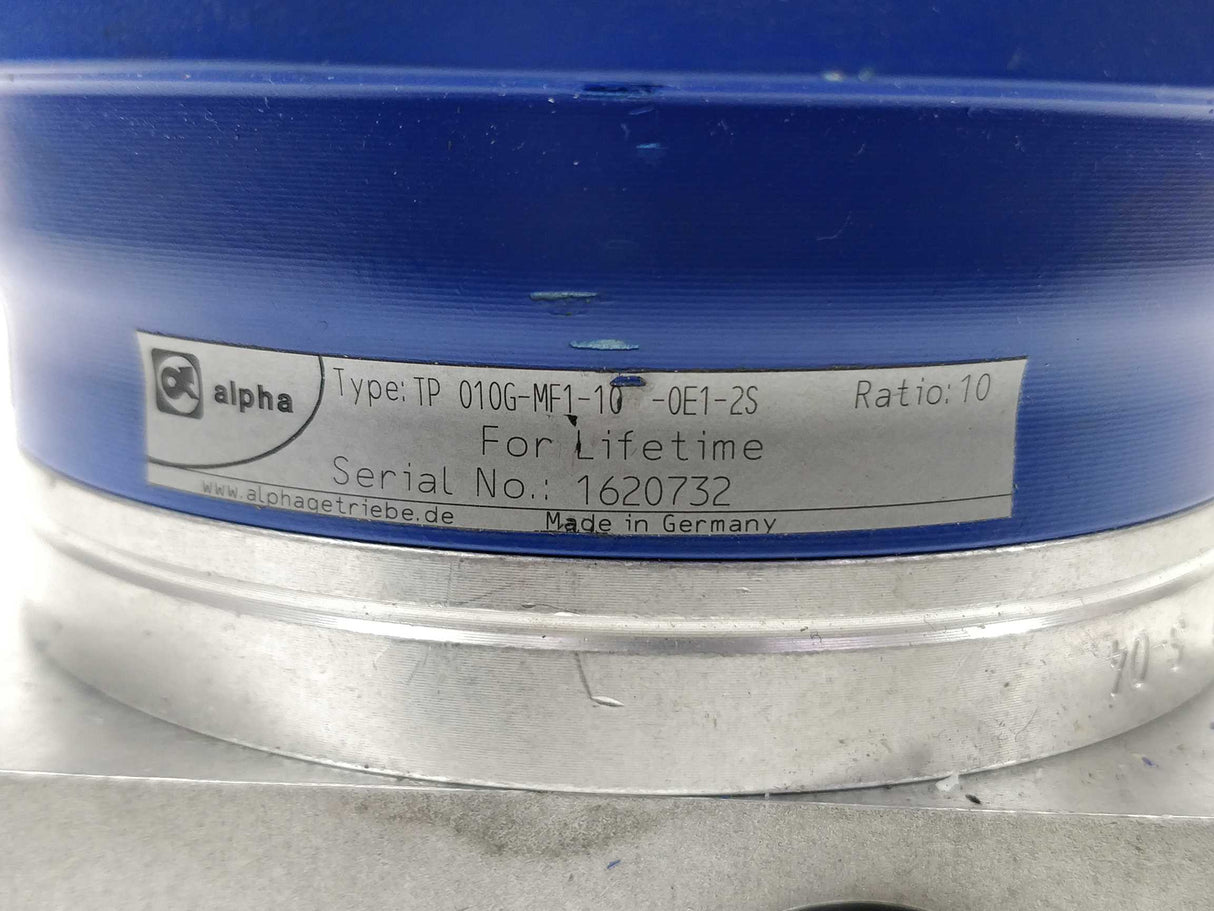 alpha
Type: TP 010G-MF1-10 -0E1-2S Ratio: 10
For Lifetime
Serial No.: 1620732
www.alphagetriebe.de Made in Germany